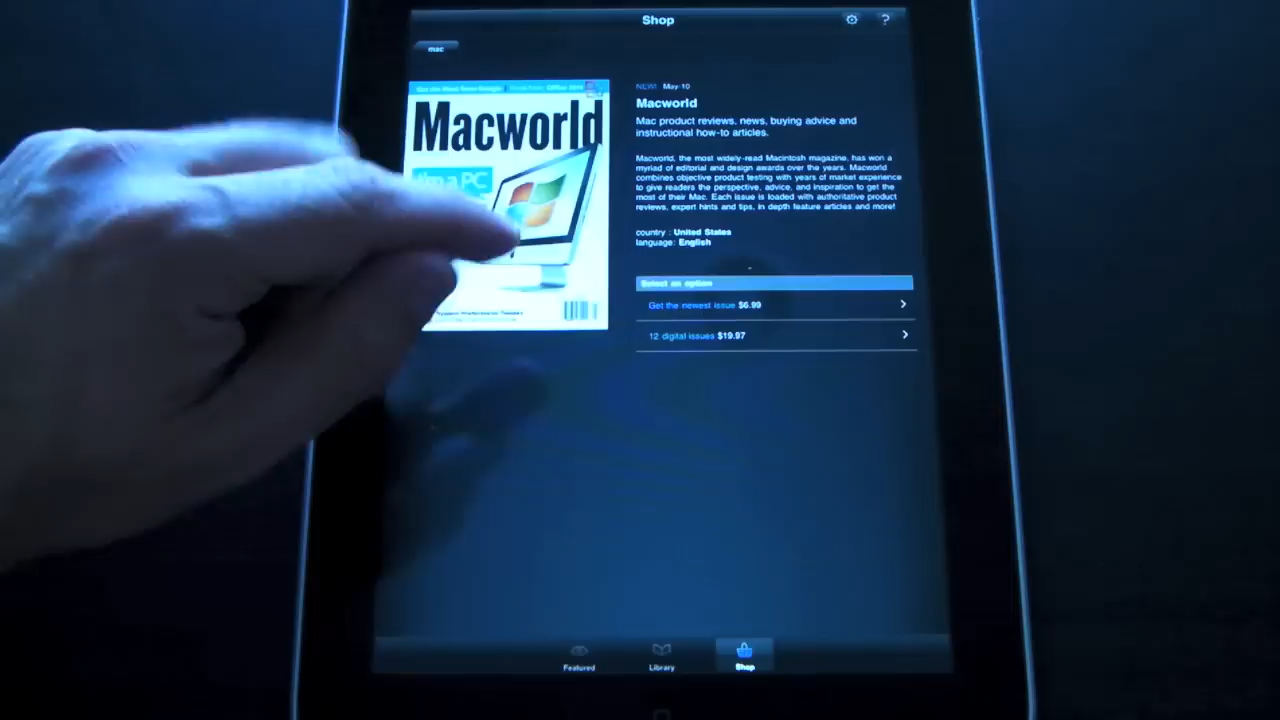 Shop
?
mac
Macworld
I'm a PC
NEW! May-10
Macworld
Mac product reviews, news, buying advice and
instructional how-to articles.
Macworld, the most widely-read Macintosh magazine, has won a
myriad of editorial and design awards over the years. Macworld
combines objective product testing with years of market experience
to give readers the perspective, advice, and inspiration to get the
most of their Mac. Each issue is loaded with authoritative product
reviews, expert hints and tips, in depth feature articles and more!
country : United States
language: English
Select an option
Get the newest issue $6.99
12 digital issues $19.97
Featured
Library
Shop